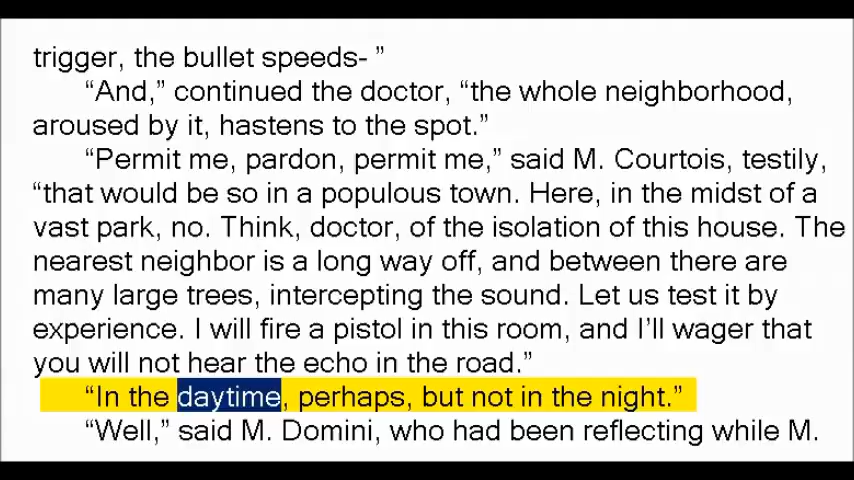 trigger, the bullet speeds- ”
“And,” continued the doctor, “the whole neighborhood,
aroused by it, hastens to the spot.”
“Permit me, pardon, permit me,” said M. Courtois, testily,
“that would be so in a populous town. Here, in the midst of a
vast park, no. Think, doctor, of the isolation of this house. The
nearest neighbor is a long way off, and between there are
many large trees, intercepting the sound. Let us test it by
experience. I will fire a pistol in this room, and I’ll wager that
you will not hear the echo in the road.”
“In the daytime, perhaps, but not in the night.”
“Well,” said M. Domini, who had been reflecting while M.